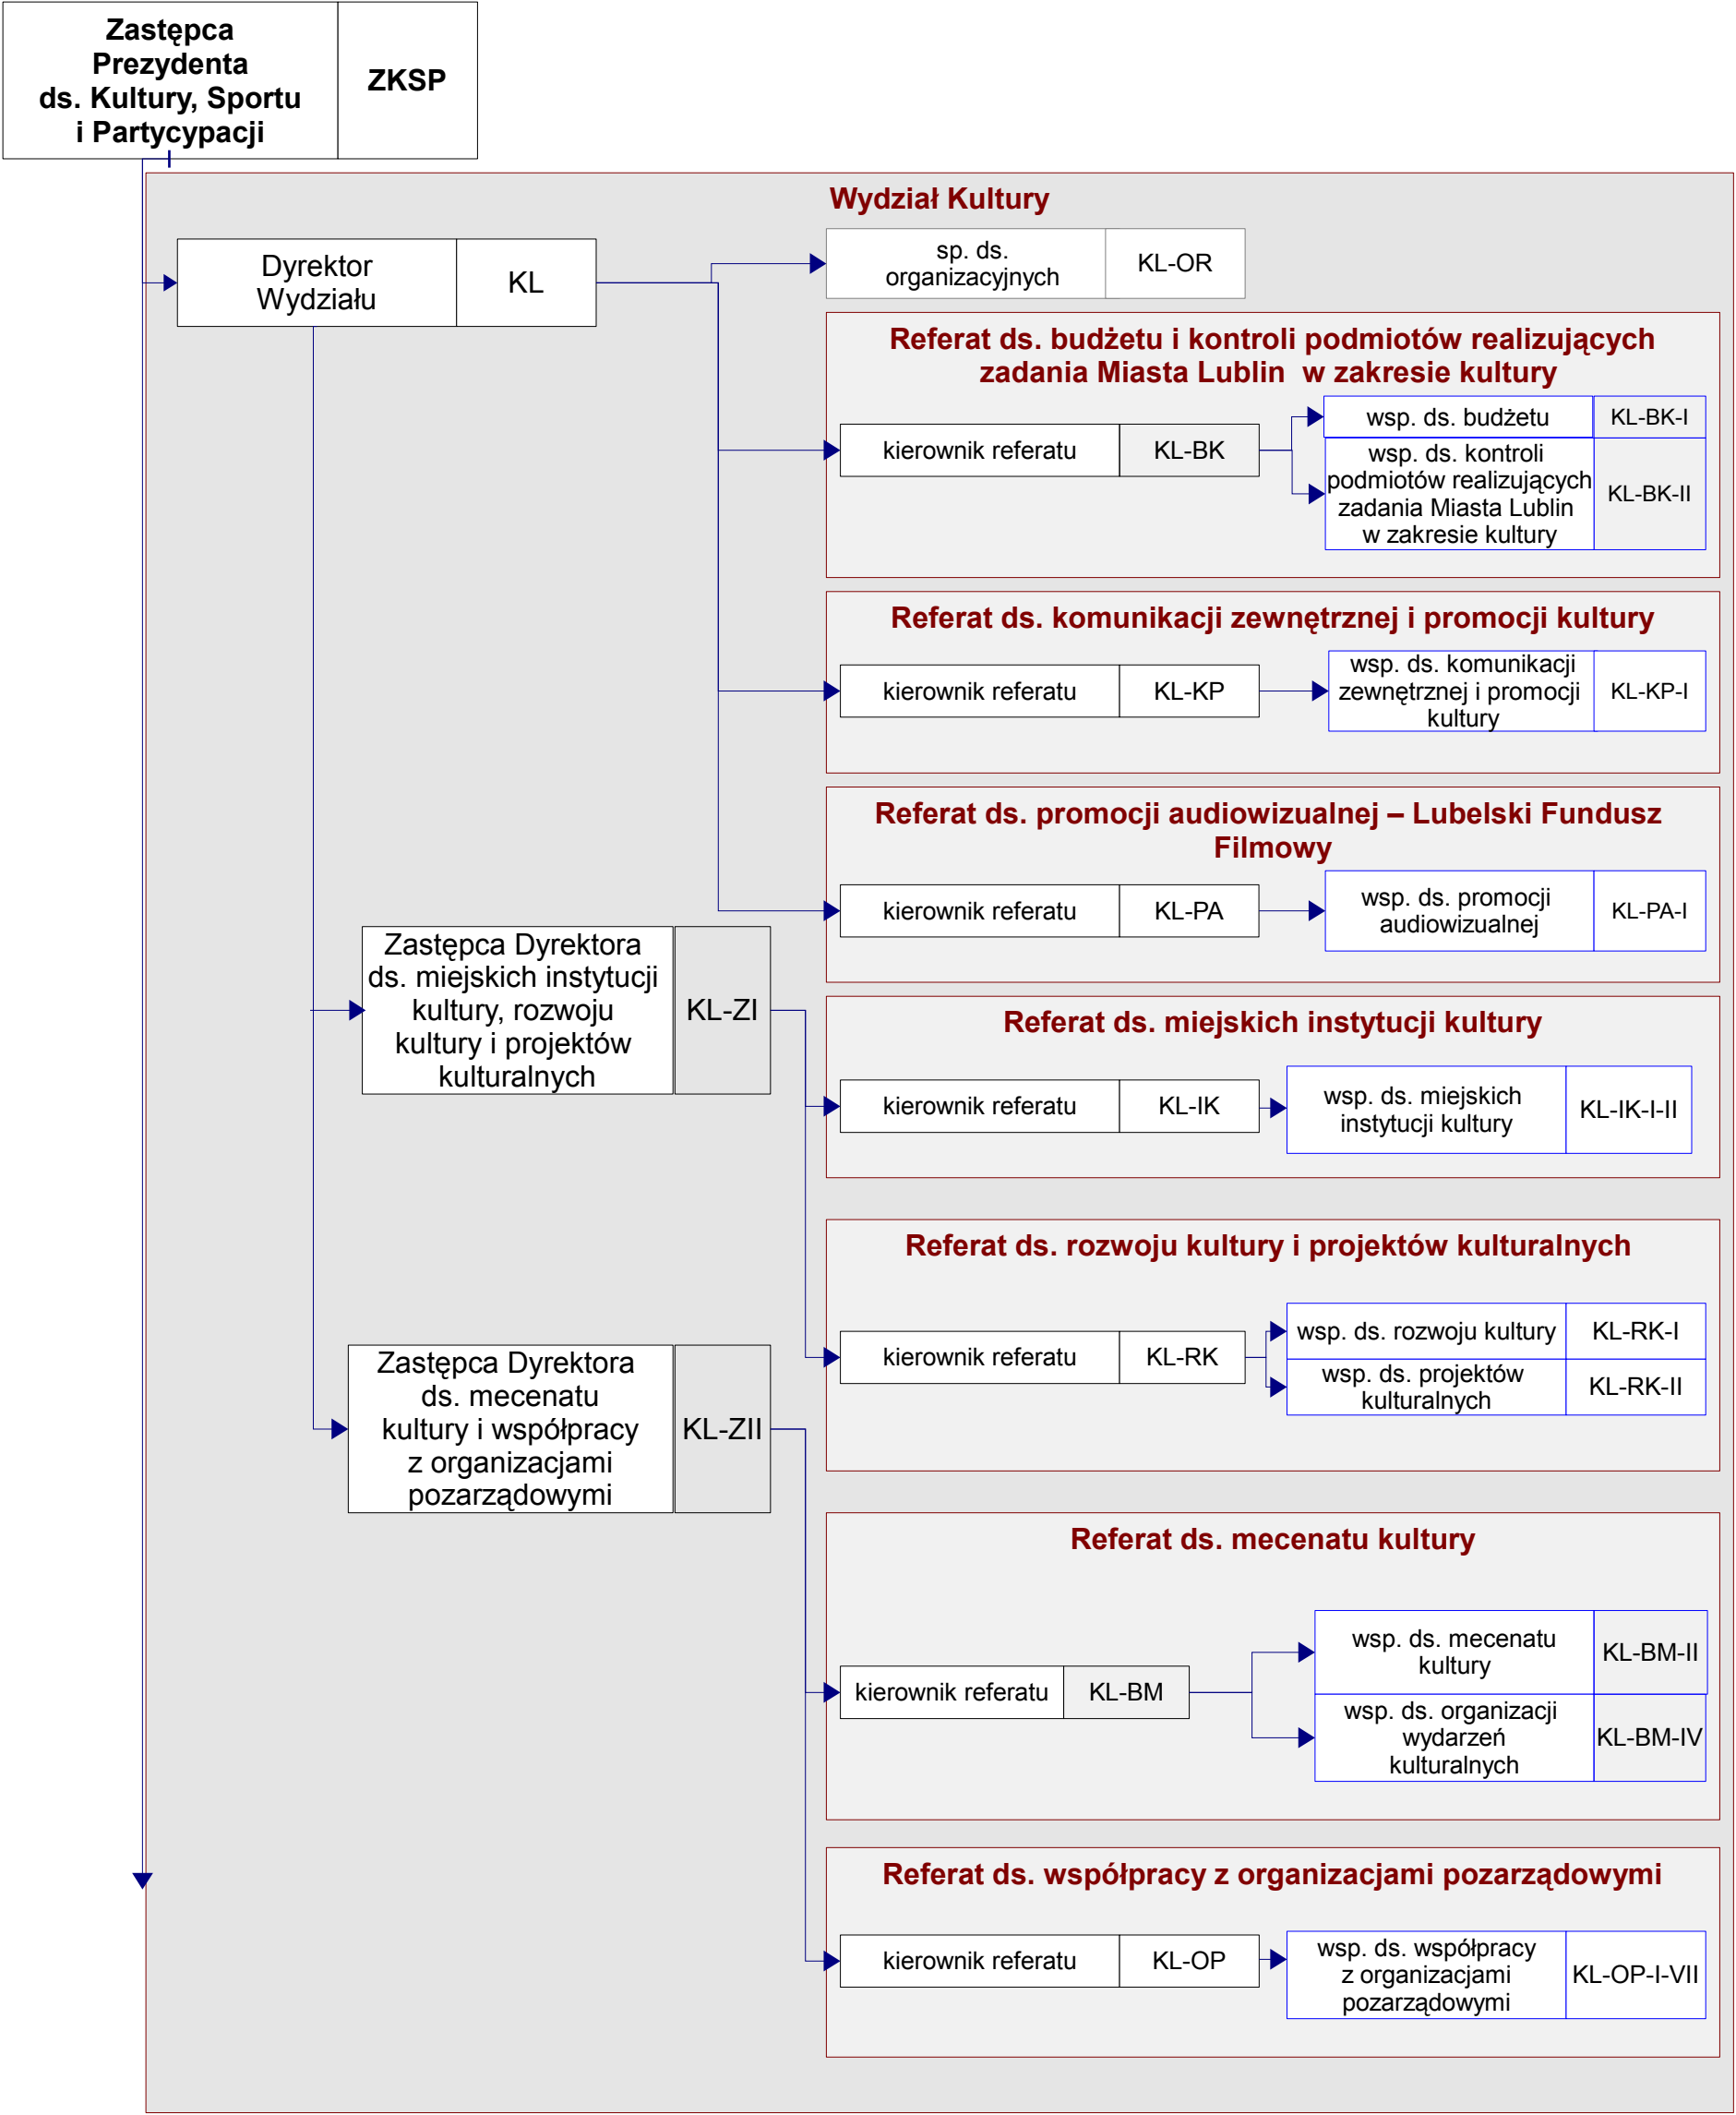 Zastępca
Prezydenta
ds. Kultury, Sportu
i Partycypacji
ZKSP
Wydział Kultury
Dyrektor
Wydziału
KL
sp. ds.
organizacyjnych
KL-OR
Referat ds. budżetu i kontroli podmiotów realizujących
zadania Miasta Lublin w zakresie kultury
kierownik referatu
KL-BK
wsp. ds. budżetu
KL-BK-I
wsp. ds. kontroli
podmiotów realizujących
zadania Miasta Lublin
w zakresie kultury
KL-BK-II
Referat ds. komunikacji zewnętrznej i promocji kultury
kierownik referatu
KL-KP
wsp. ds. komunikacji
zewnętrznej i promocji
kultury
KL-KP-I
Referat ds. promocji audiowizualnej – Lubelski Fundusz
Filmowy
kierownik referatu
KL-PA
wsp. ds. promocji
audiowizualnej
KL-PA-I
Zastępca Dyrektora
ds. miejskich instytucji
kultury, rozwoju
kultury i projektów
kulturalnych
KL-ZI
Referat ds. miejskich instytucji kultury
kierownik referatu
KL-IK
wsp. ds. miejskich
instytucji kultury
KL-IK-I-II
Referat ds. rozwoju kultury i projektów kulturalnych
kierownik referatu
KL-RK
wsp. ds. rozwoju kultury
KL-RK-I
wsp. ds. projektów
kulturalnych
KL-RK-II
Zastępca Dyrektora
ds. mecenatu
kultury i współpracy
z organizacjami
pozarządowymi
KL-ZII
Referat ds. mecenatu kultury
kierownik referatu
KL-BM
wsp. ds. mecenatu
kultury
KL-BM-II
wsp. ds. organizacji
wydarzeń
kulturalnych
KL-BM-IV
Referat ds. współpracy z organizacjami pozarządowymi
kierownik referatu
KL-OP
wsp. ds. współpracy
z organizacjami
pozarządowymi
KL-OP-I-VII